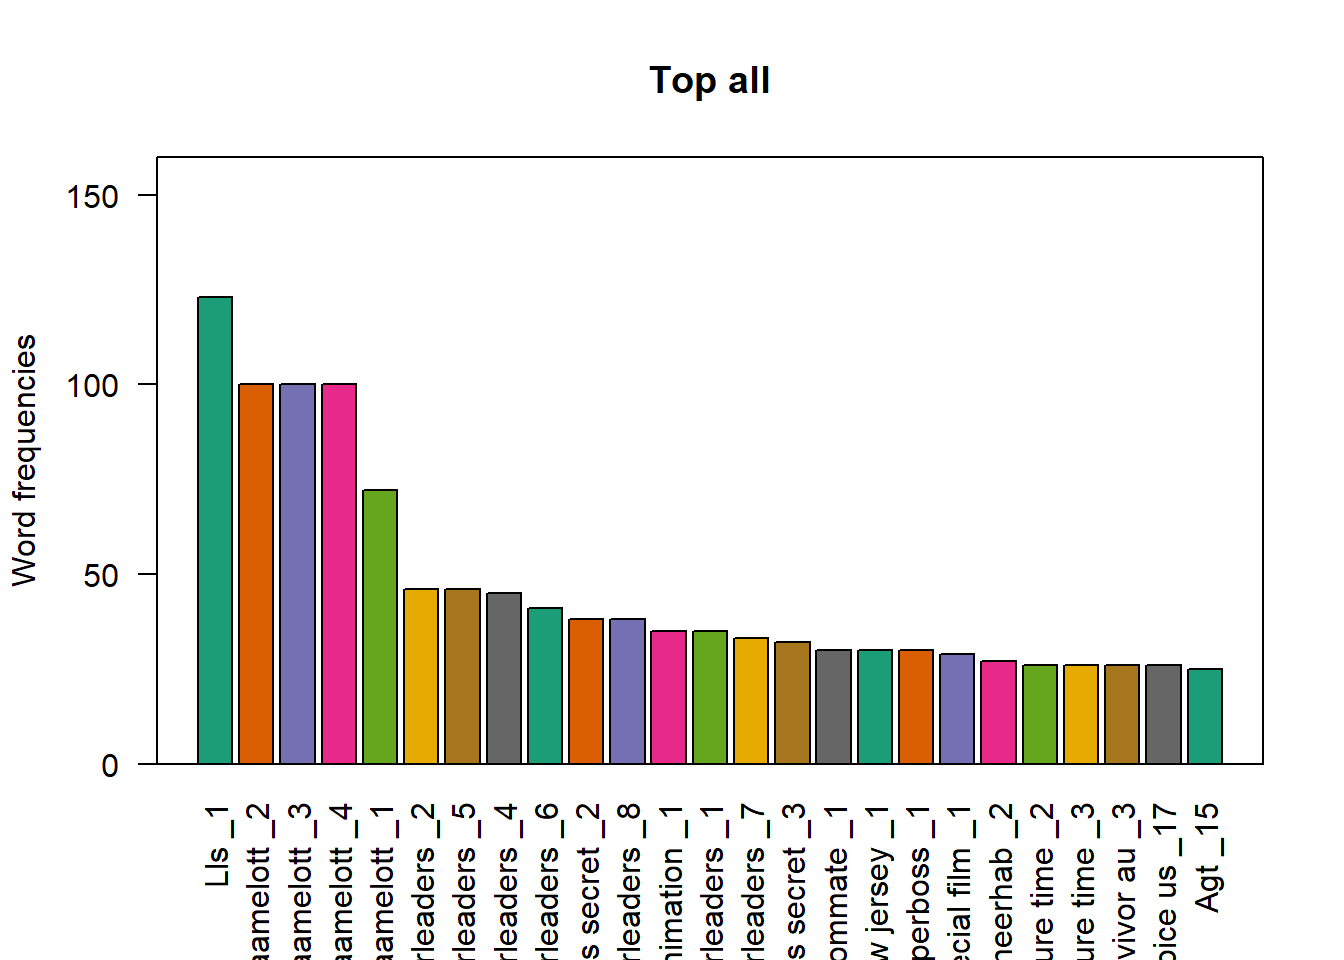 Top all
Word frequencies
150
100
50
0
Lls _1
aamelott _2
aamelott _3
aamelott _4
aamelott _1
rleaders _2
rleaders _5
rleaders _4
rleaders _6
s secret _2
rleaders _8
nimation _1
rleaders _1
rleaders _7
s secret _3
ommate _1
w jersey _1
perboss _1
ecial film _1
neerhab _2
ure time _2
ure time _3
vivor au _3
oice us _17
Agt _15